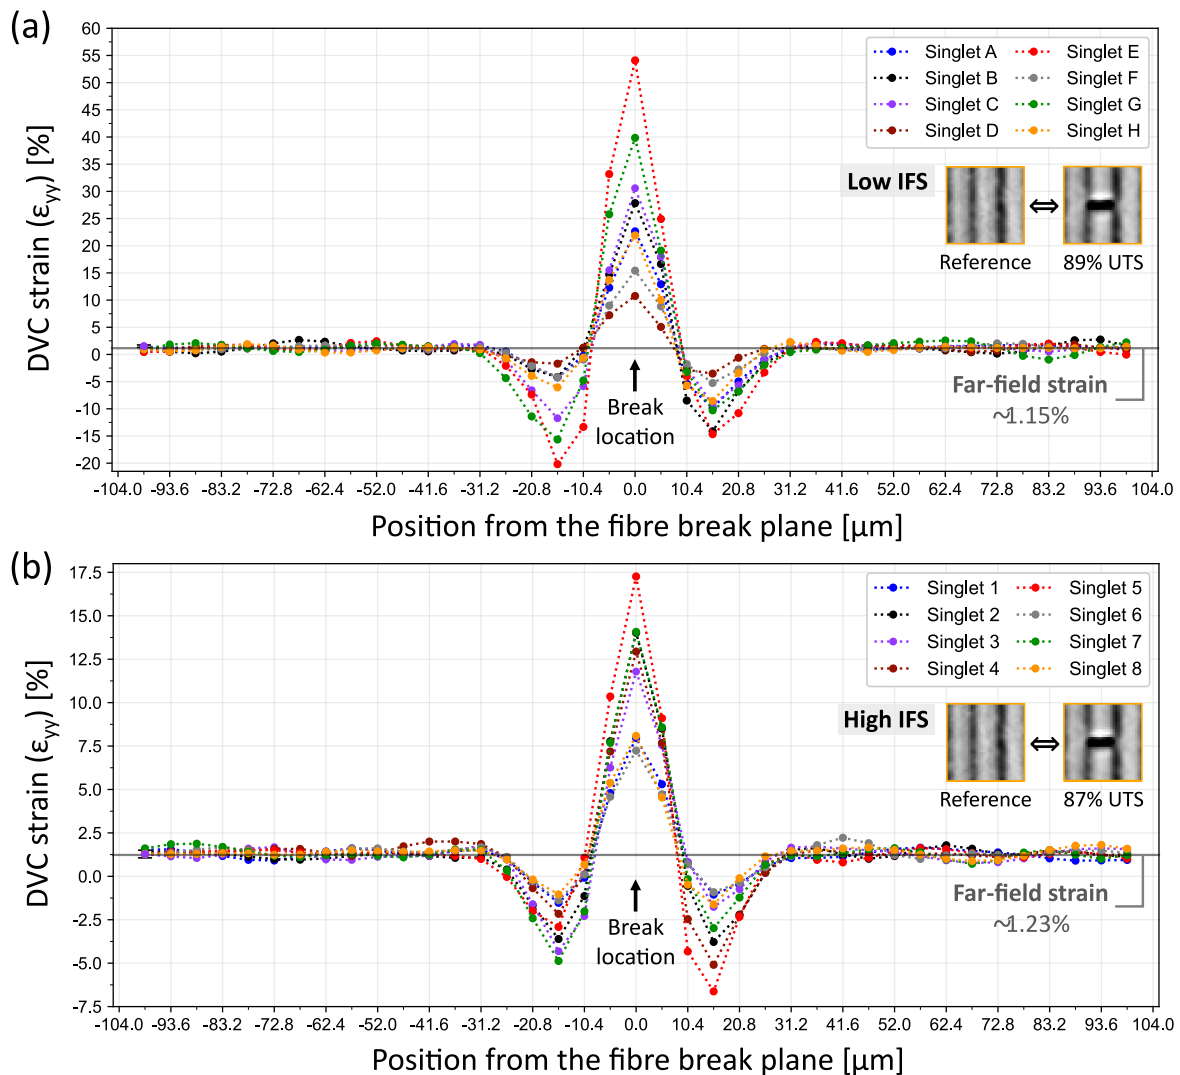 (a)
DVC strain (ε_yy) [%]
60
55
50
45
40
35
30
25
20
15
10
5
0
-5
-10
-15
-20
Singlet A
Singlet B
Singlet C
Singlet D
Singlet E
Singlet F
Singlet G
Singlet H
Low IFS
Reference
89% UTS
Break
location
Far-field strain
~1.15%
-104.0 -93.6 -83.2 -72.8 -62.4 -52.0 -41.6 -31.2 -20.8 -10.4 0.0 10.4 20.8 31.2 41.6 52.0 62.4 72.8 83.2 93.6 104.0
Position from the fibre break plane [µm]
(b)
DVC strain (ε_yy) [%]
17.5
15.0
12.5
10.0
7.5
5.0
2.5
0.0
-2.5
-5.0
-7.5
Singlet 1
Singlet 2
Singlet 3
Singlet 4
Singlet 5
Singlet 6
Singlet 7
Singlet 8
High IFS
Reference
87% UTS
Break
location
Far-field strain
~1.23%
-104.0 -93.6 -83.2 -72.8 -62.4 -52.0 -41.6 -31.2 -20.8 -10.4 0.0 10.4 20.8 31.2 41.6 52.0 62.4 72.8 83.2 93.6 104.0
Position from the fibre break plane [µm]